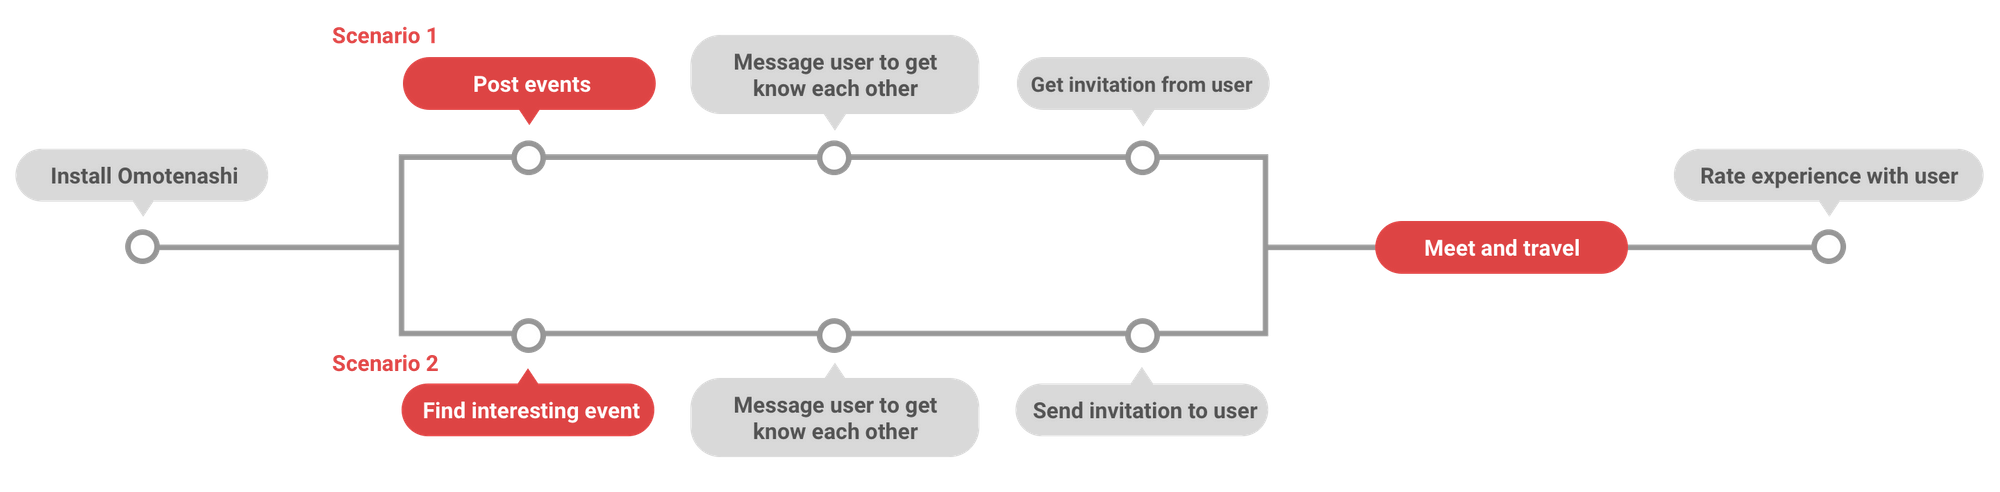 Scenario 1
Post events
Message user to get
know each other
Get invitation from user
Install Omotenashi
Rate experience with user
Meet and travel
Scenario 2
Find interesting event
Message user to get
know each other
Send invitation to user